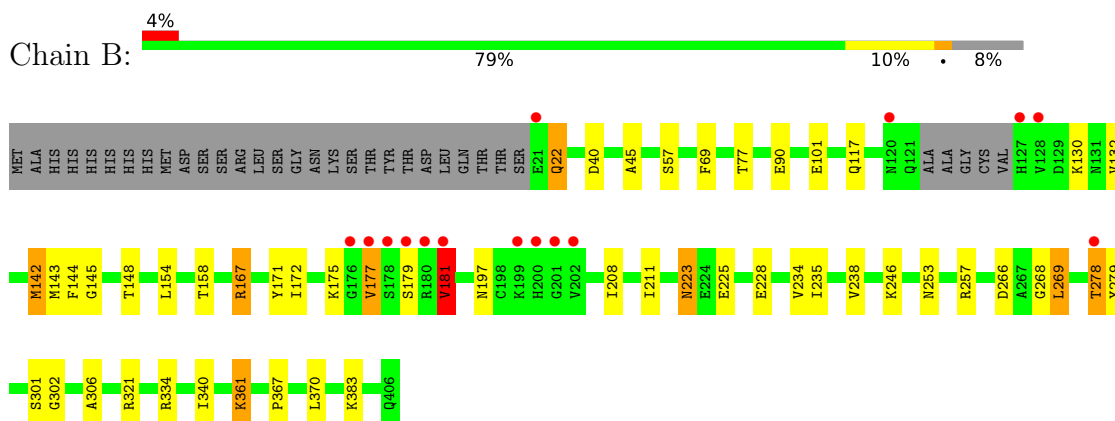 4%
Chain B:
79%
10%
•
8%
MET ALA HIS HIS HIS HIS HIS HIS MET ASP SER SER ARG LEU SER GLY ASN LYS SER THR TYR THR ASP LEU GLN THR THR SER E21 Q22 D40 A45 S57 F69 T77 E90 E101 Q117 N120 Q121 ALA ALA GLY CYS VAL H127 V128 D129 K130 N131 V132
M142 M143 F144 G145 T148 L154 T158 R167 Y171 I172 K175 G176 V177 S178 S179 R180 V181 N197 C198 K199 H200 G201 V202 I208 I211 N223 E224 E225 E228 V234 I235 V238 K246 N253 R257 D266 A267 G268 L269 T278
S301 G302 A306 R321 R334 I340 K361 P367 L370 K383 Q406